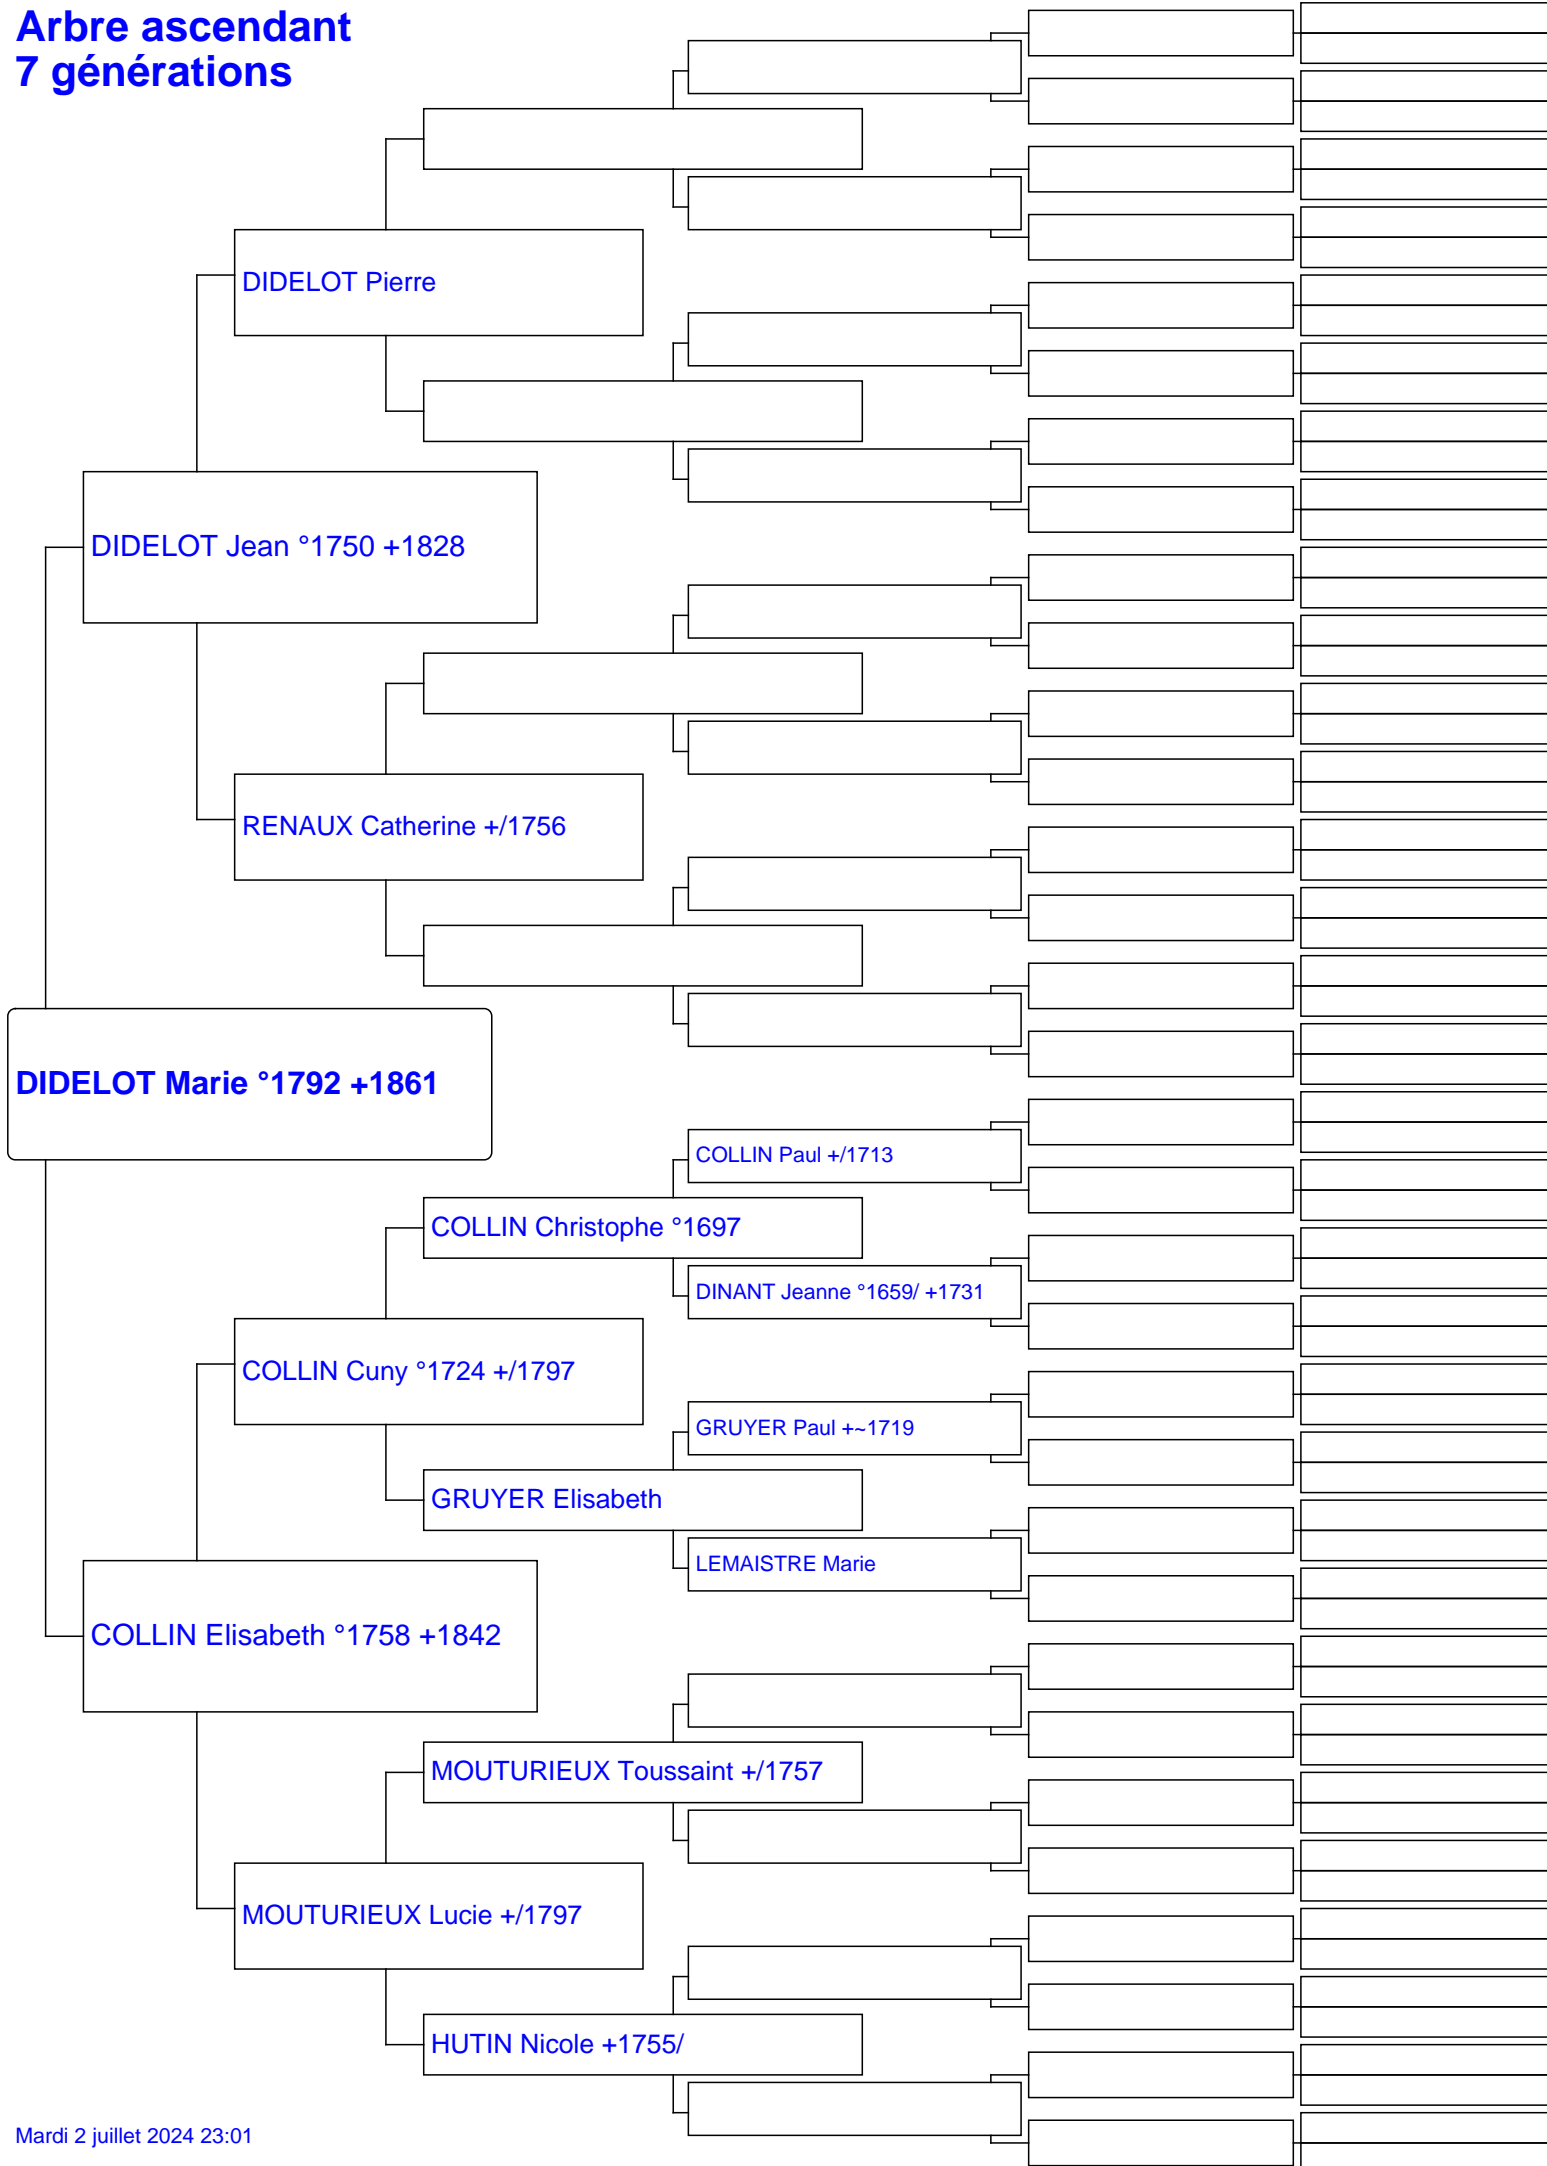 Arbre ascendant
7 générations
DIDELOT Pierre
DIDELOT Jean °1750 +1828
RENAUX Catherine +/1756
DIDELOT Marie °1792 +1861
COLLIN Paul +/1713
COLLIN Christophe °1697
DINANT Jeanne °1659/ +1731
COLLIN Cuny °1724 +/1797
GRUYER Paul +~1719
GRUYER Elisabeth
LEMAISTRE Marie
COLLIN Elisabeth °1758 +1842
MOUTURIEUX Toussaint +/1757
MOUTURIEUX Lucie +/1797
HUTIN Nicole +1755/
Mardi 2 juillet 2024 23:01